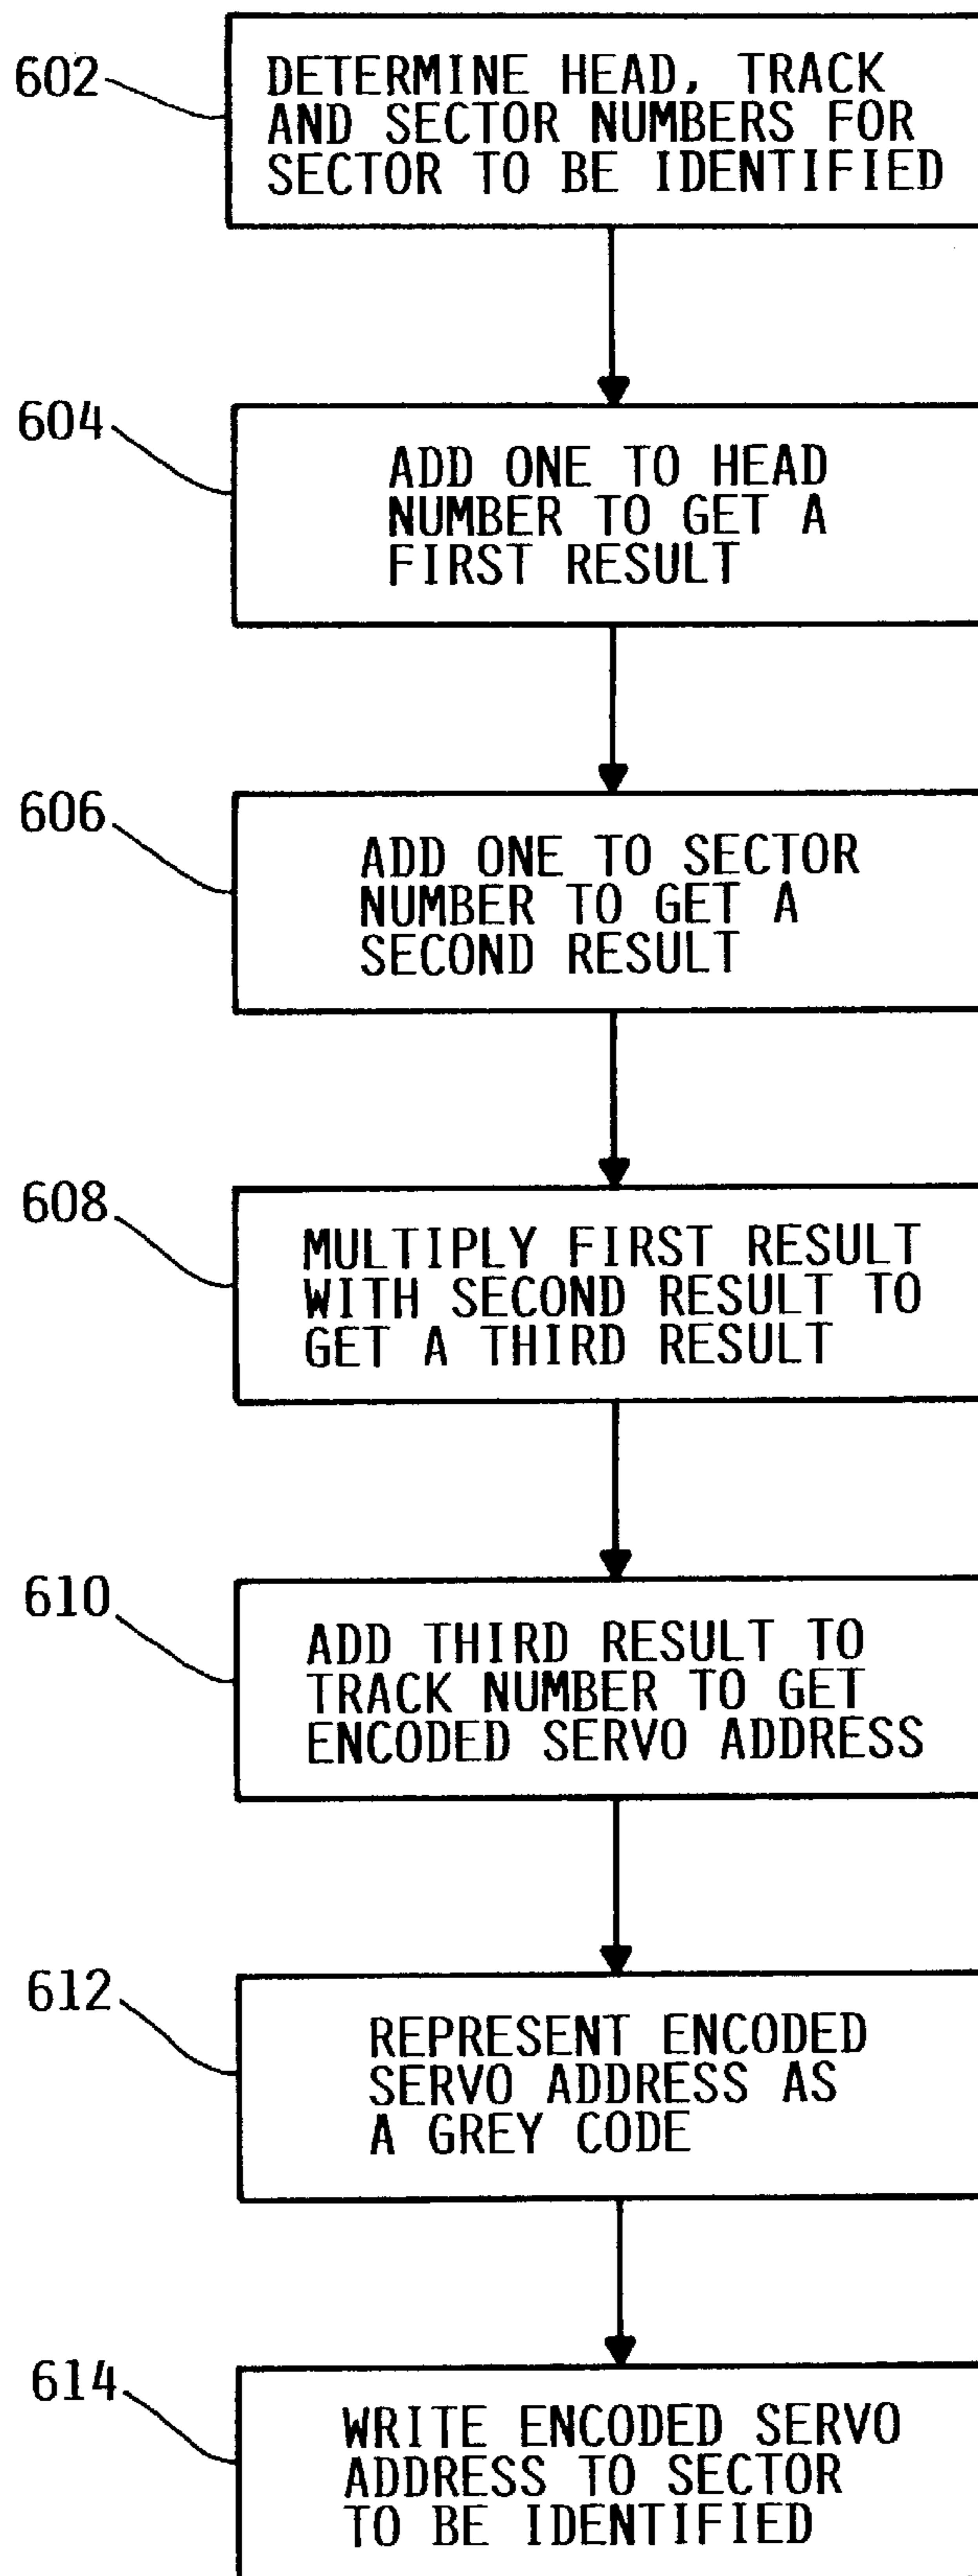 602
DETERMINE HEAD, TRACK
AND SECTOR NUMBERS FOR
SECTOR TO BE IDENTIFIED
604
ADD ONE TO HEAD
NUMBER TO GET A
FIRST RESULT
606
ADD ONE TO SECTOR
NUMBER TO GET A
SECOND RESULT
608
MULTIPLY FIRST RESULT
WITH SECOND RESULT TO
GET A THIRD RESULT
610
ADD THIRD RESULT TO
TRACK NUMBER TO GET
ENCODED SERVO ADDRESS
612
REPRESENT ENCODED
SERVO ADDRESS AS
A GREY CODE
614
WRITE ENCODED SERVO
ADDRESS TO SECTOR
TO BE IDENTIFIED